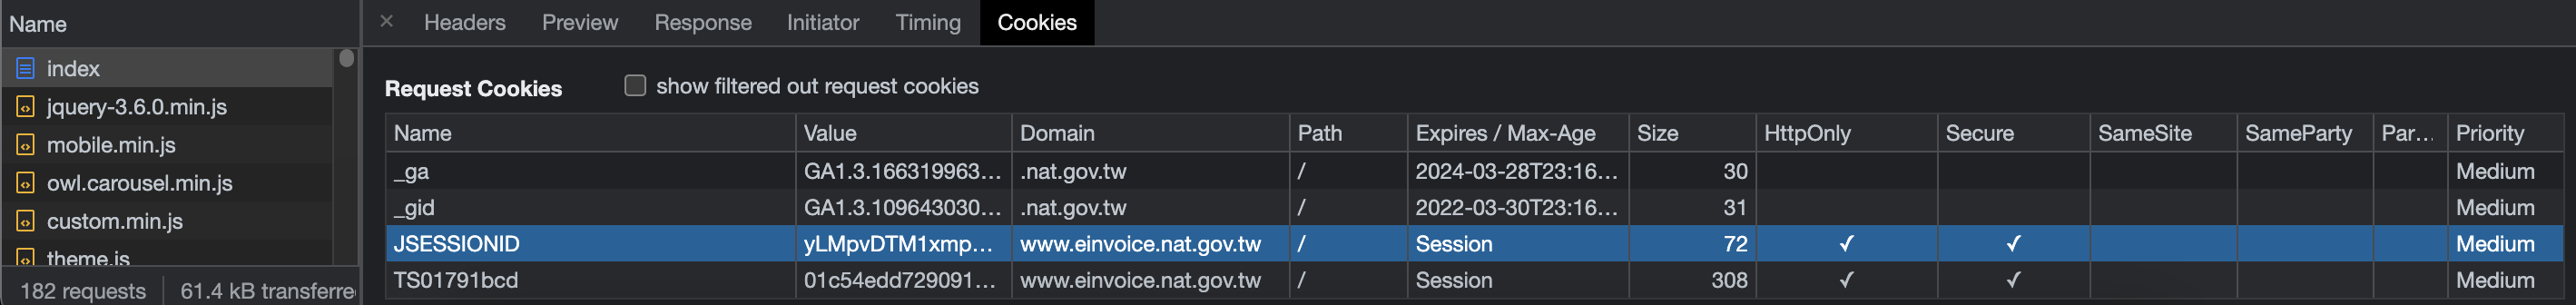 Name
index
jquery-3.6.0.min.js
mobile.min.js
owl.carousel.min.js
custom.min.js
theme.js
182 requests 61.4 kB transferre
× Headers Preview Response Initiator Timing Cookies
Request Cookies show filtered out request cookies
Name Value Domain Path Expires / Max-Age Size HttpOnly Secure SameSite SameParty Par... Priority
_ga GA1.3.166319963... .nat.gov.tw / 2024-03-28T23:16... 30 Medium
_gid GA1.3.109643030... .nat.gov.tw / 2022-03-30T23:16... 31 Medium
JSESSIONID yLMpvDTM1xmp... www.einvoice.nat.gov.tw / Session 72 ✓ ✓ Medium
TS01791bcd 01c54edd729091... www.einvoice.nat.gov.tw / Session 308 ✓ ✓ Medium